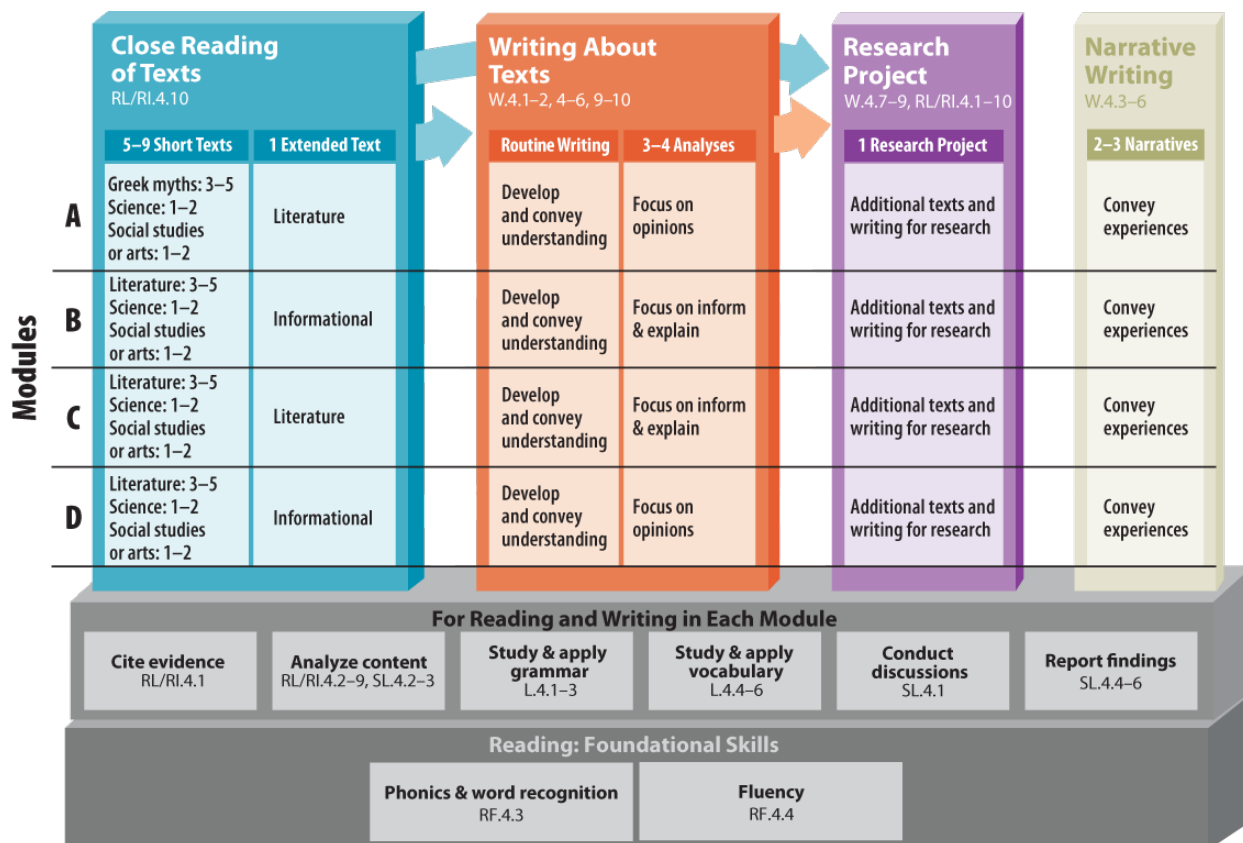 Close Reading
of Texts
RL/RI.4.10
Writing About
Texts
W.4.1–2, 4–6, 9–10
Research
Project
W.4.7–9, RL/RI.4.1–10
Narrative
Writing
W.4.3–6
5–9 Short Texts
1 Extended Text
Routine Writing
3–4 Analyses
1 Research Project
2–3 Narratives
Modules
A
Greek myths: 3–5
Science: 1–2
Social studies
or arts: 1–2
Literature
Develop
and convey
understanding
Focus on
opinions
Additional texts and
writing for research
Convey
experiences
B
Literature: 3–5
Science: 1–2
Social studies
or arts: 1–2
Informational
Develop
and convey
understanding
Focus on inform
& explain
Additional texts and
writing for research
Convey
experiences
C
Literature: 3–5
Science: 1–2
Social studies
or arts: 1–2
Literature
Develop
and convey
understanding
Focus on inform
& explain
Additional texts and
writing for research
Convey
experiences
D
Literature: 3–5
Science: 1–2
Social studies
or arts: 1–2
Informational
Develop
and convey
understanding
Focus on
opinions
Additional texts and
writing for research
Convey
experiences
For Reading and Writing in Each Module
Cite evidence
RL/RI.4.1
Analyze content
RL/RI.4.2–9, SL.4.2–3
Study & apply
grammar
L.4.1–3
Study & apply
vocabulary
L.4.4–6
Conduct
discussions
SL.4.1
Report findings
SL.4.4–6
Reading: Foundational Skills
Phonics & word recognition
RF.4.3
Fluency
RF.4.4